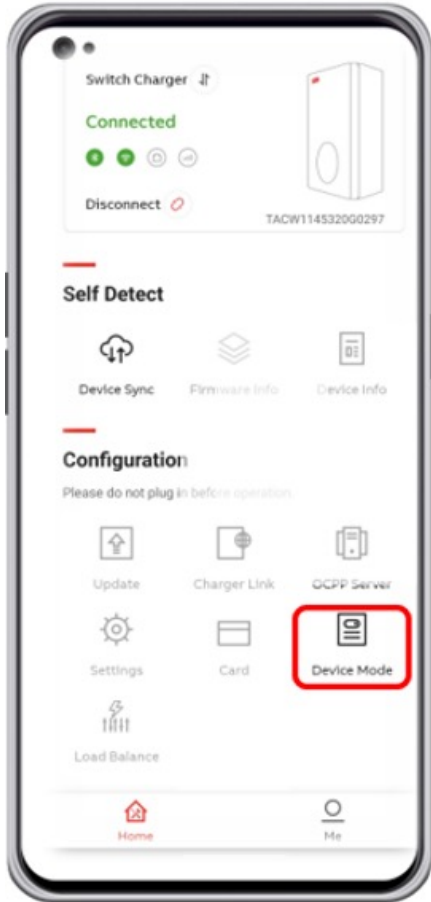 Switch Charger
Connected
Disconnect
TACW1145320G0297
Self Detect
Device Sync
Firmware Info
Device Info
Configuration
Please do not plug in before operation.
Update
Charger Link
OCPP Server
Settings
Card
Device Mode
Load Balance
Home
Me